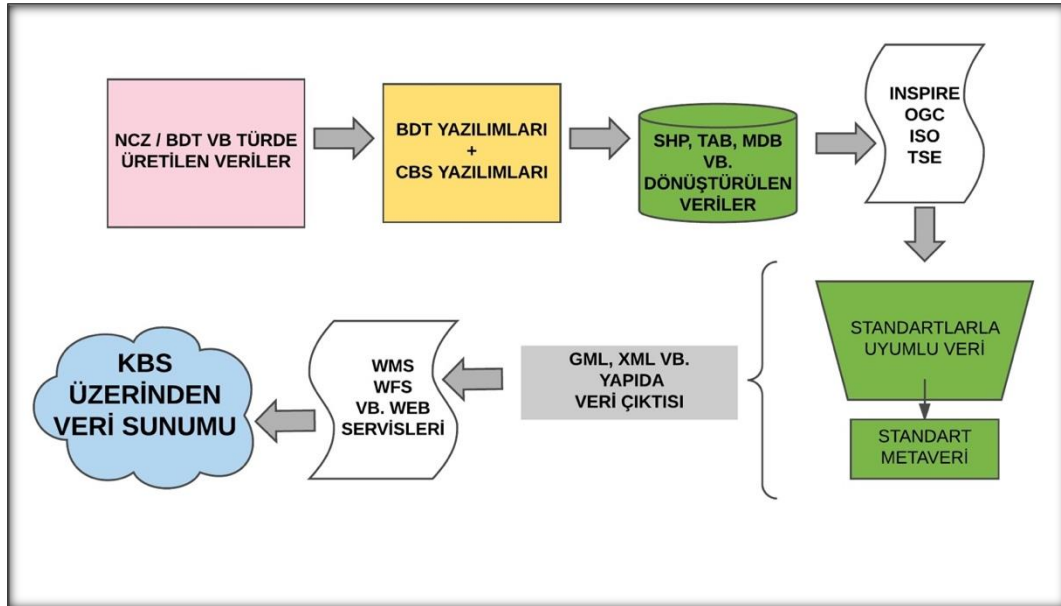 NCZ / BDT VB TÜRDE
ÜRETİLEN VERİLER
BDT YAZILIMLARI
+
CBS YAZILIMLARI
SHP, TAB, MDB
VB.
DÖNÜŞTÜRÜLEN
VERİLER
INSPIRE
OGC
ISO
TSE
STANDARTLARLA
UYUMLU VERİ
STANDART
METAVERİ
GML, XML VB.
YAPIDA
VERİ ÇIKTISI
WMS
WFS
VB. WEB
SERVİSLERİ
KBS
ÜZERİNDEN
VERİ SUNUMU